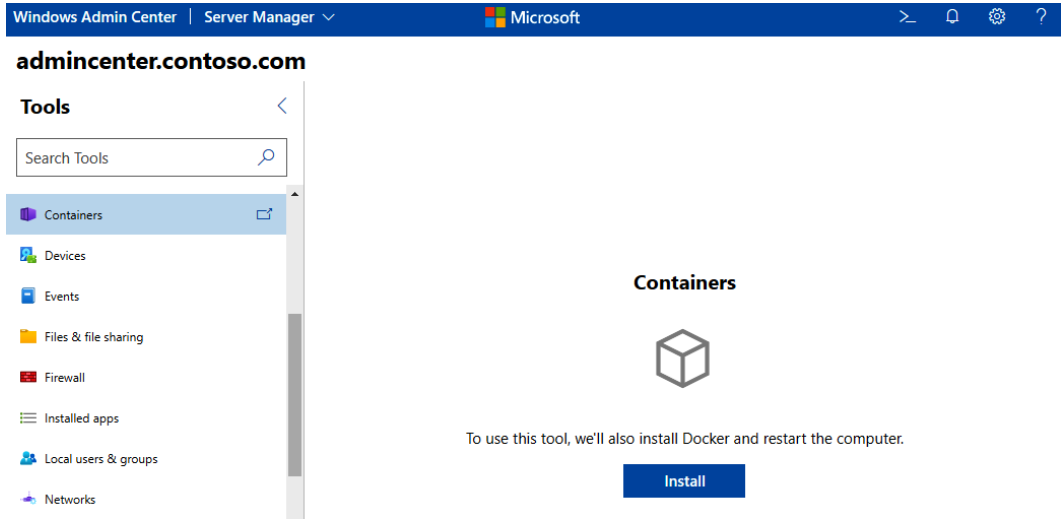 Windows Admin Center | Server Manager
Microsoft
admincenter.contoso.com
Tools
Search Tools
Containers
Devices
Events
Files & file sharing
Firewall
Installed apps
Local users & groups
Networks
Containers
To use this tool, we'll also install Docker and restart the computer.
Install